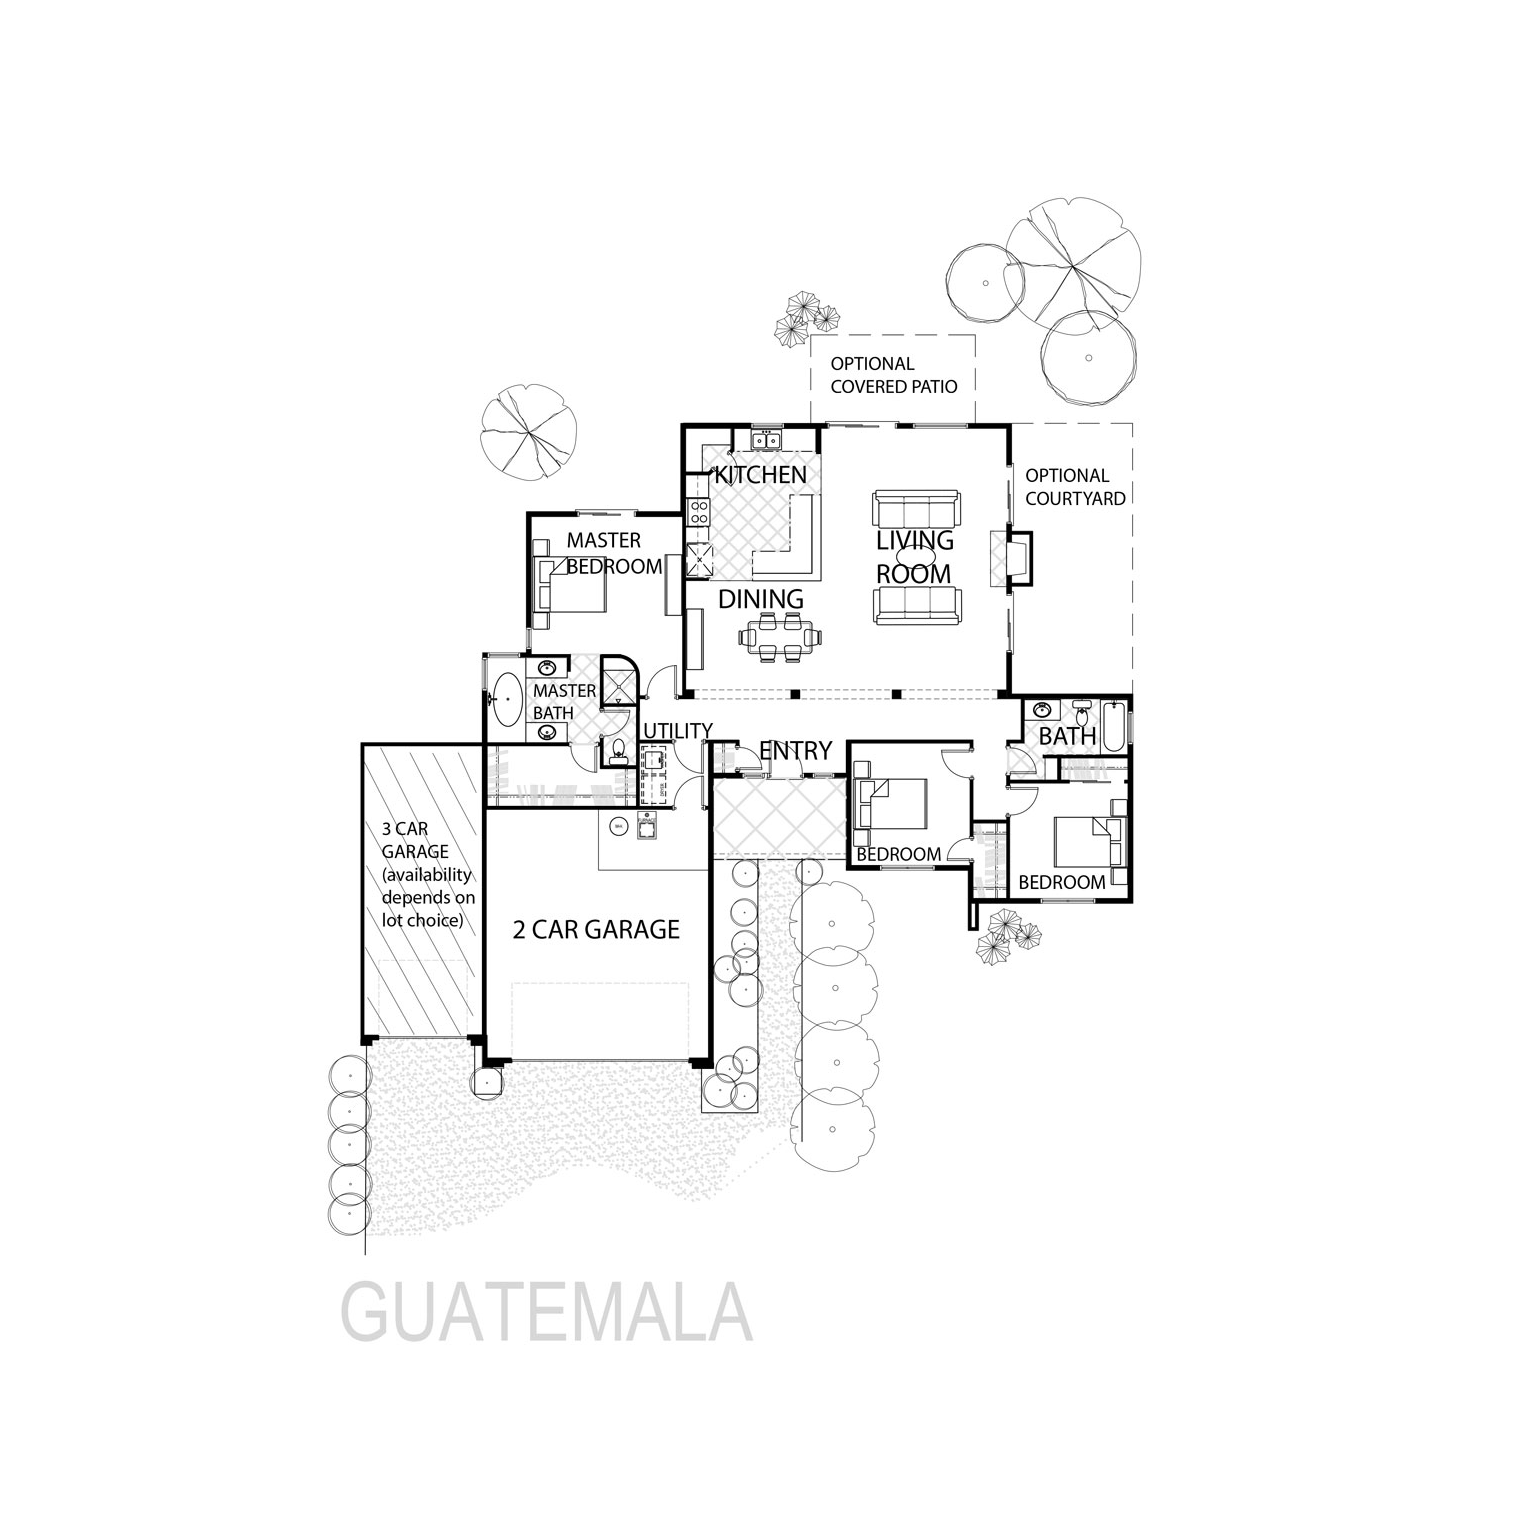 OPTIONAL
COVERED PATIO
KITCHEN
OPTIONAL
COURTYARD
MASTER
BEDROOM
LIVING
ROOM
DINING
MASTER
BATH
UTILITY
ENTRY
BATH
3 CAR
GARAGE
(availability
depends on
lot choice)
BEDROOM
BEDROOM
2 CAR GARAGE
GUATEMALA